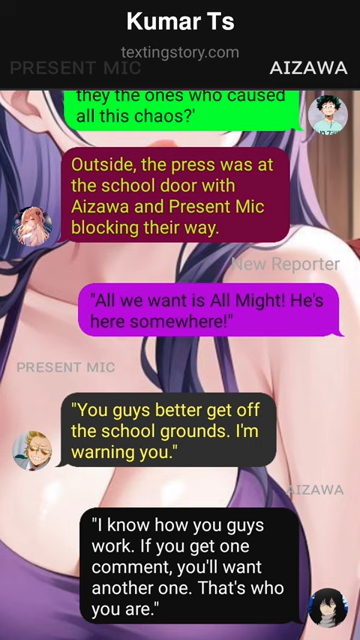 Kumar Ts
textingstory.com
PRESENT MIC
AIZAWA
they the ones who caused
all this chaos?'
Outside, the press was at
the school door with
Aizawa and Present Mic
blocking their way.
New Reporter
"All we want is All Might! He's
here somewhere!"
PRESENT MIC
"You guys better get off
the school grounds. I'm
warning you."
AIZAWA
"I know how you guys
work. If you get one
comment, you'll want
another one. That's who
you are."